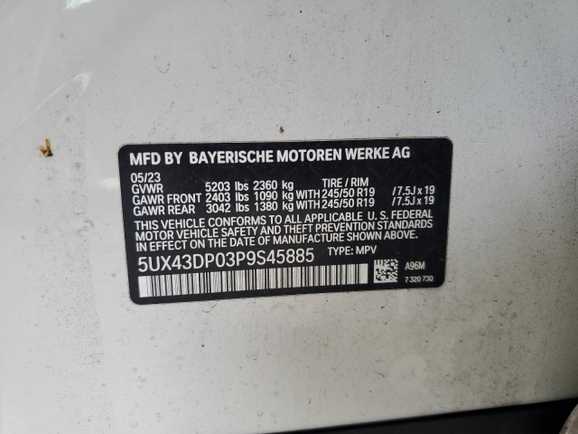 MFD BY BAYERISCHE MOTOREN WERKE AG
05/23
GVWR 5203 lbs 2360 kg TIRE / RIM
GAWR FRONT 2403 lbs 1090 kg WITH 245/50 R19 / 7.5J x 19
GAWR REAR 3042 lbs 1380 kg WITH 245/50 R19 / 7.5J x 19
THIS VEHICLE CONFORMS TO ALL APPLICABLE U. S. FEDERAL
MOTOR VEHICLE SAFETY AND THEFT PREVENTION STANDARDS
IN EFFECT ON THE DATE OF MANUFACTURE SHOWN ABOVE.
5UX43DP03P9S45885 TYPE: MPV
A96M
7 320 730